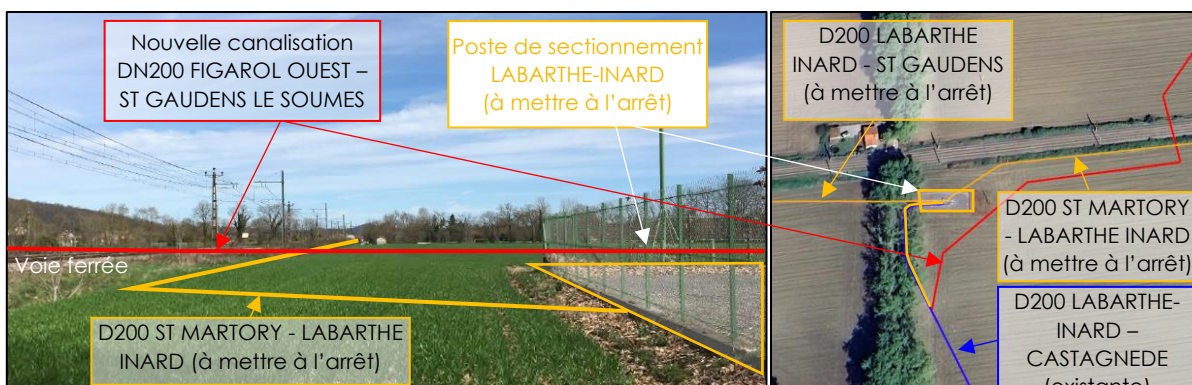 Nouvelle canalisation
DN200 FIGAROL OUEST –
ST GAUDENS LE SOUMES
Poste de sectionnement
LABARTHE-INARD
(à mettre à l’arrêt)
Voie ferrée
D200 ST MARTORY - LABARTHE
INARD (à mettre à l’arrêt)
D200 LABARTHE
INARD - ST GAUDENS
(à mettre à l’arrêt)
D200 ST MARTORY
- LABARTHE INARD
(à mettre à l’arrêt)
D200 LABARTHE-
INARD –
CASTAGNEDE
(existante)